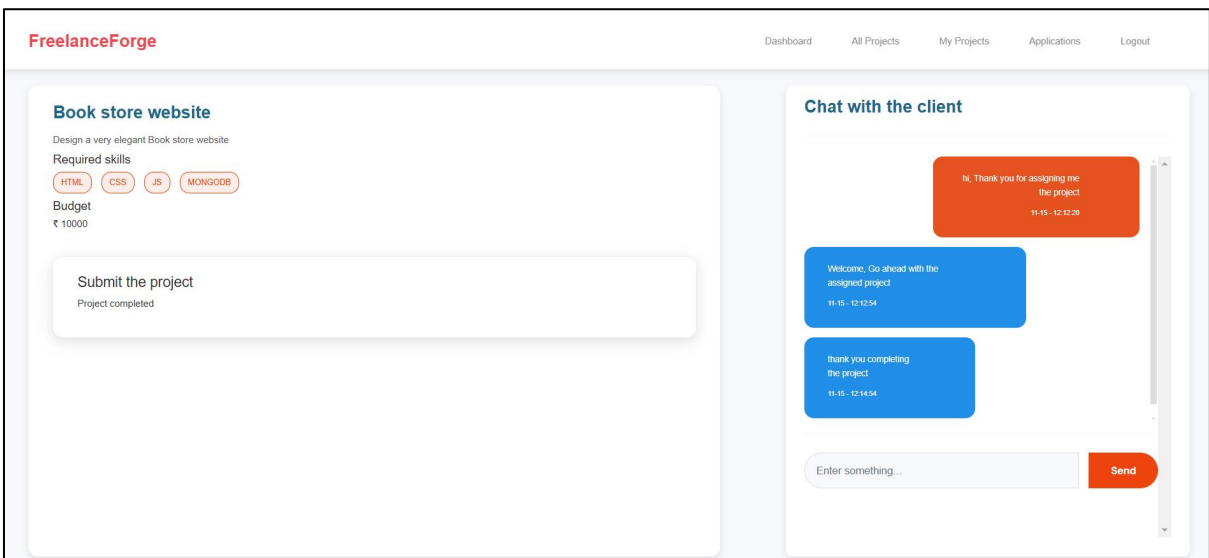 FreelanceForge
Dashboard All Projects My Projects Applications Logout
Book store website
Design a very elegant Book store website
Required skills
HTML CSS JS MONGODB
Budget
₹ 10000
Submit the project
Project completed
Chat with the client
hi, Thank you for assigning me
the project
11-15 - 12:12:20
Welcome, Go ahead with the
assigned project
11-15 - 12:12:54
thank you completing
the project
11-15 - 12:14:54
Enter something...
Send